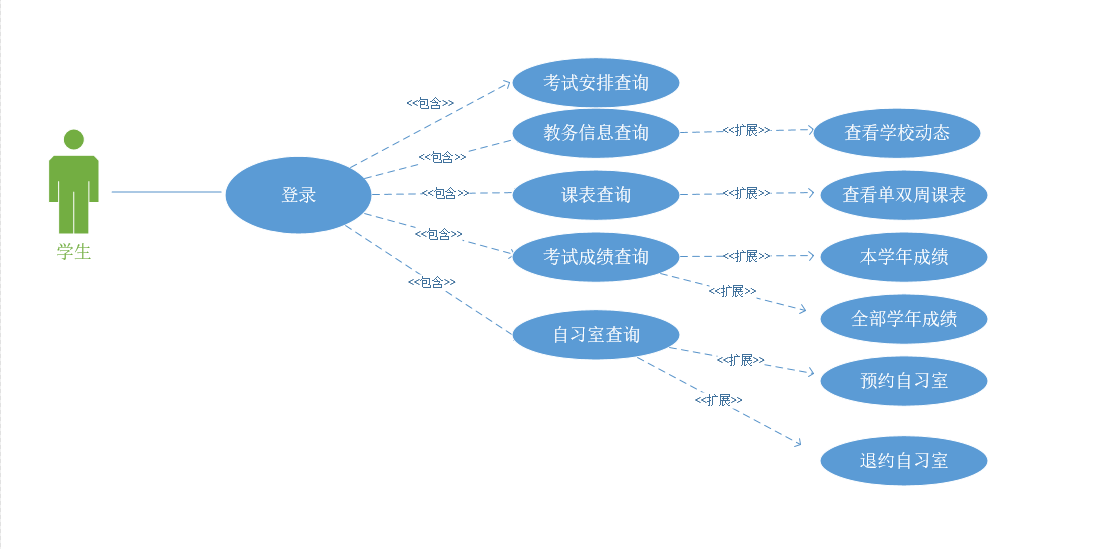 考试安排查询
<<包含>>
教务信息查询
<<扩展>>
查看学校动态
<<包含>>
登录
<<包含>>
课表查询
<<扩展>>
查看单双周课表
学生
<<包含>>
考试成绩查询
<<扩展>>
本学年成绩
<<包含>>
<<扩展>>
全部学年成绩
自习室查询
<<扩展>>
预约自习室
<<扩展>>
退约自习室